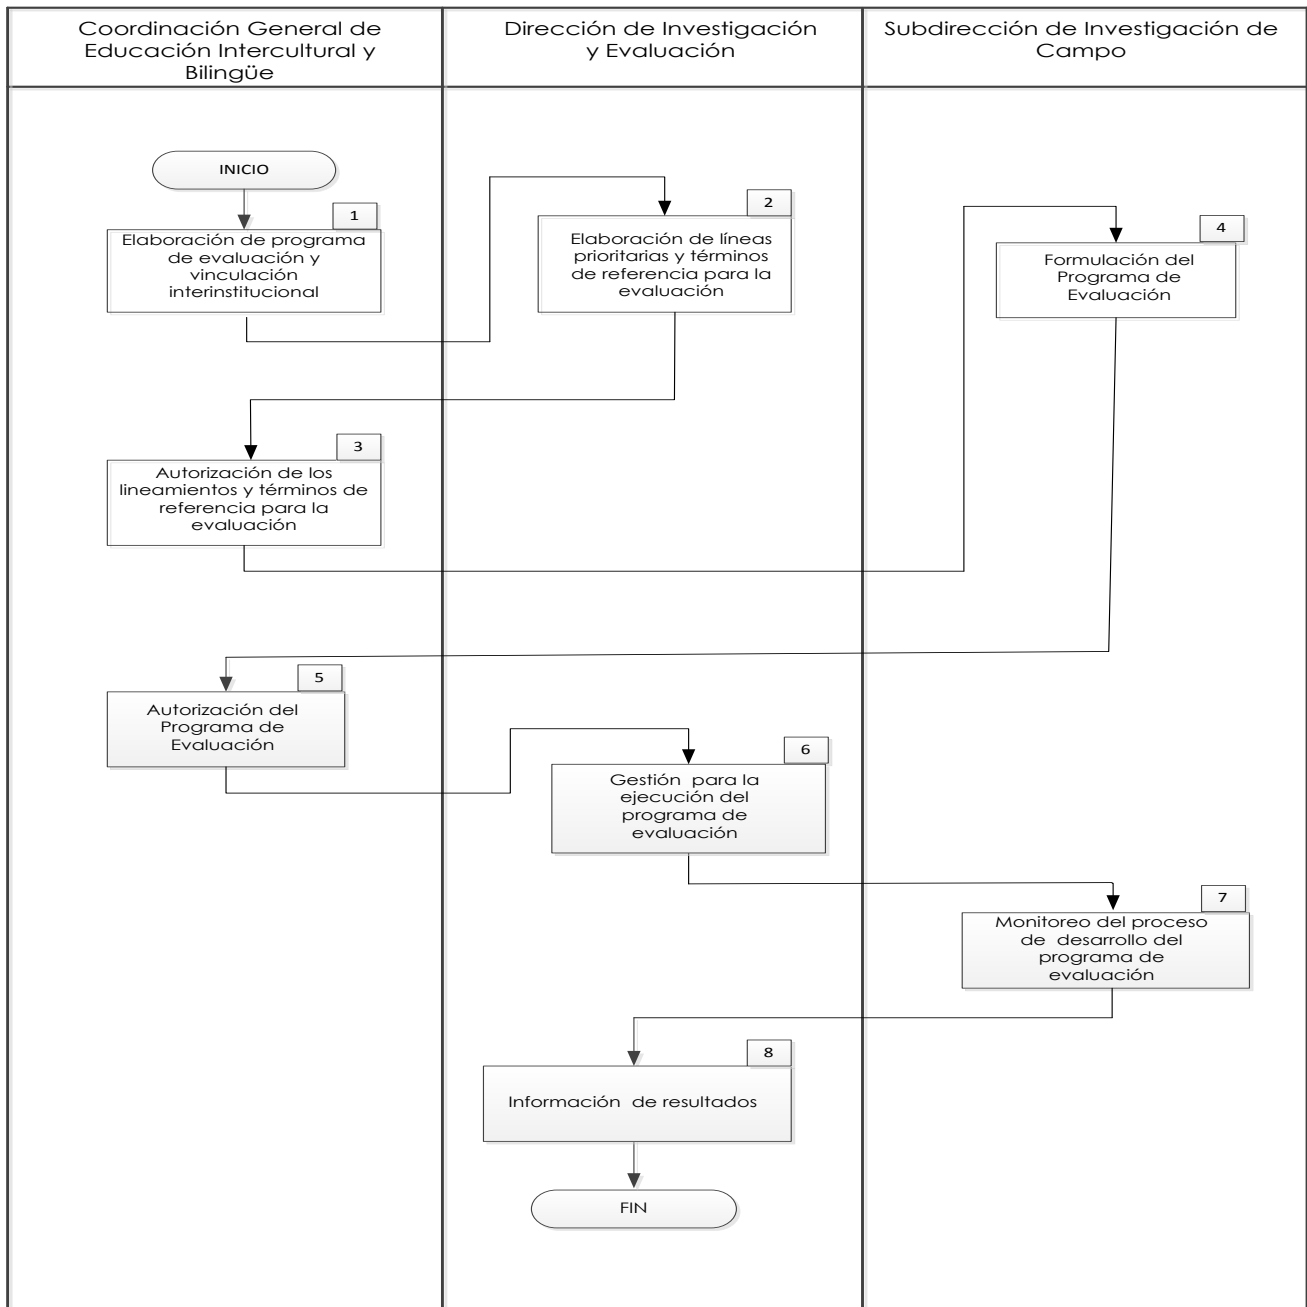 Coordinación General de
Educación Intercultural y
Bilingüe
Dirección de Investigación
y Evaluación
Subdirección de Investigación de
Campo
INICIO
1
Elaboración de programa
de evaluación y
vinculación
interinstitucional
2
Elaboración de líneas
prioritarias y términos
de referencia para la
evaluación
3
Autorización de los
lineamientos y términos de
referencia para la
evaluación
4
Formulación del
Programa de
Evaluación
5
Autorización del
Programa de
Evaluación
6
Gestión para la
ejecución del
programa de
evaluación
7
Monitoreo del proceso
de desarrollo del
programa de
evaluación
8
Información de resultados
FIN